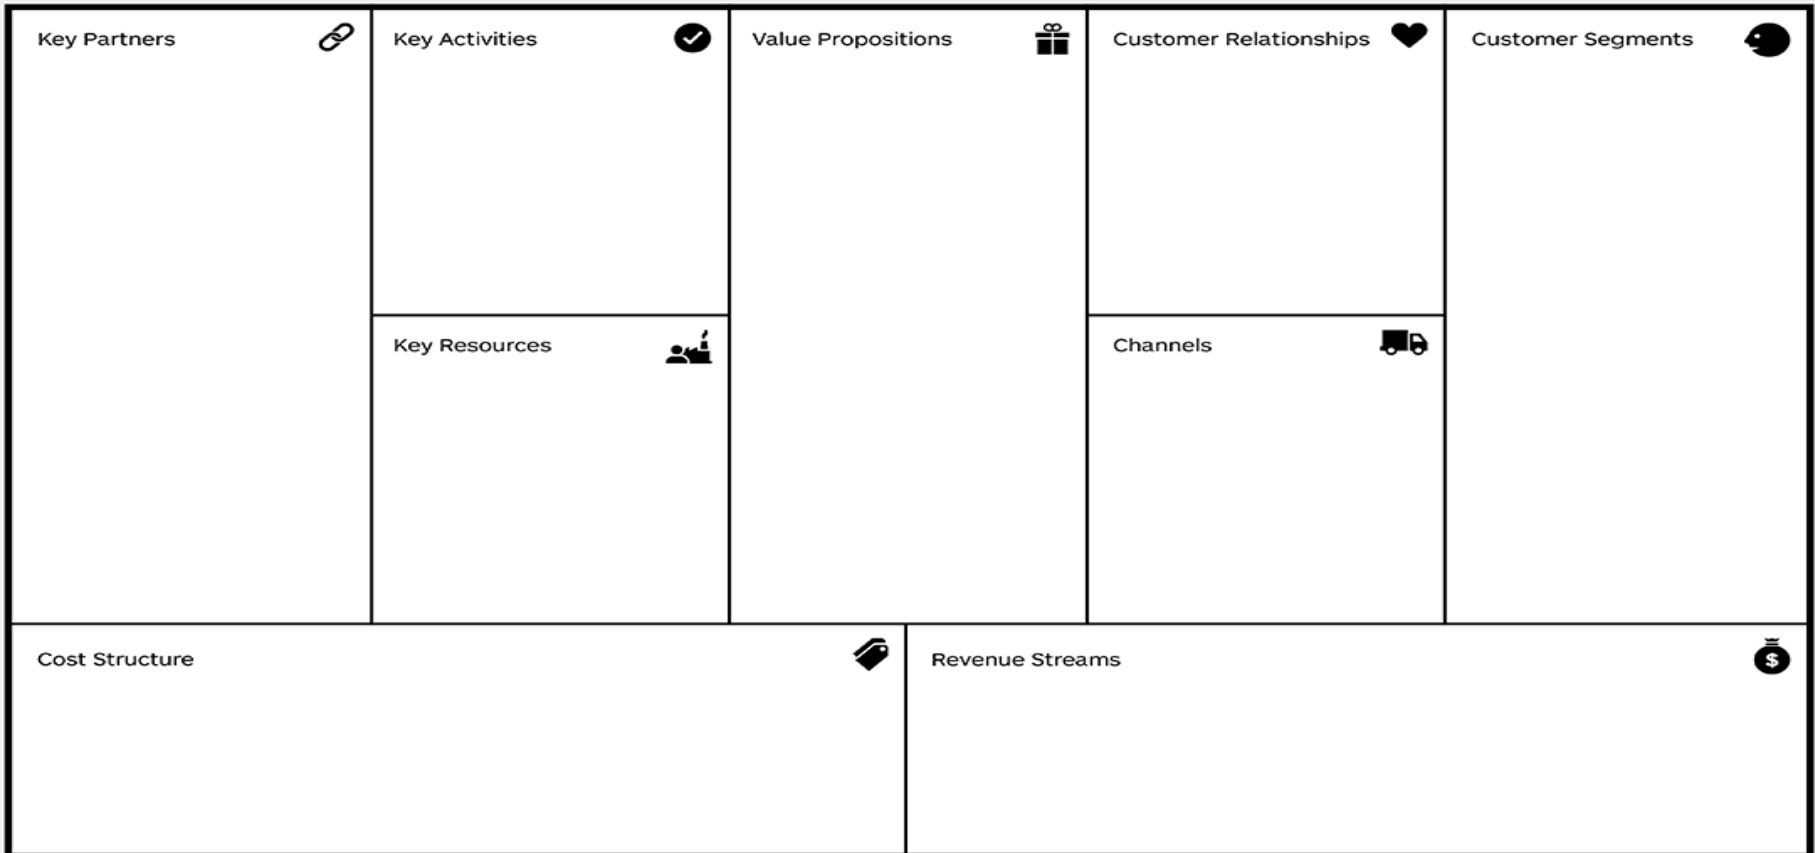 Key Partners
Key Activities
Value Propositions
Customer Relationships
Customer Segments
Key Resources
Channels
Cost Structure
Revenue Streams
$